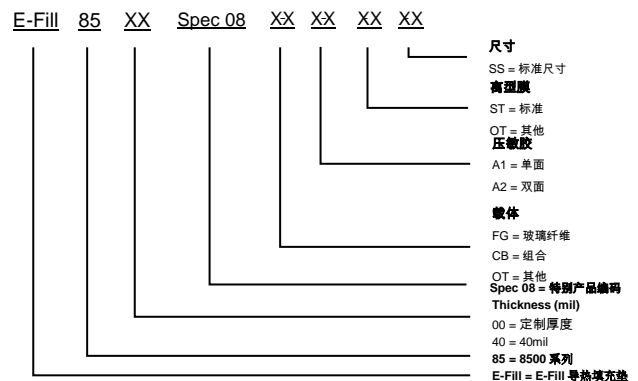 E-Fill 85 XX Spec 08 X-X X-X XX XX
尺寸
SS = 标准尺寸
离型膜
ST = 标准
OT = 其他
压敏胶
A1 = 单面
A2 = 双面
载体
FG = 玻璃纤维
CB = 组合
OT = 其他
Spec 08 = 特别产品编码
Thickness (mil)
00 = 定制厚度
40 = 40mil
85 = 8500 系列
E-Fill = E-Fill 导热填充垫